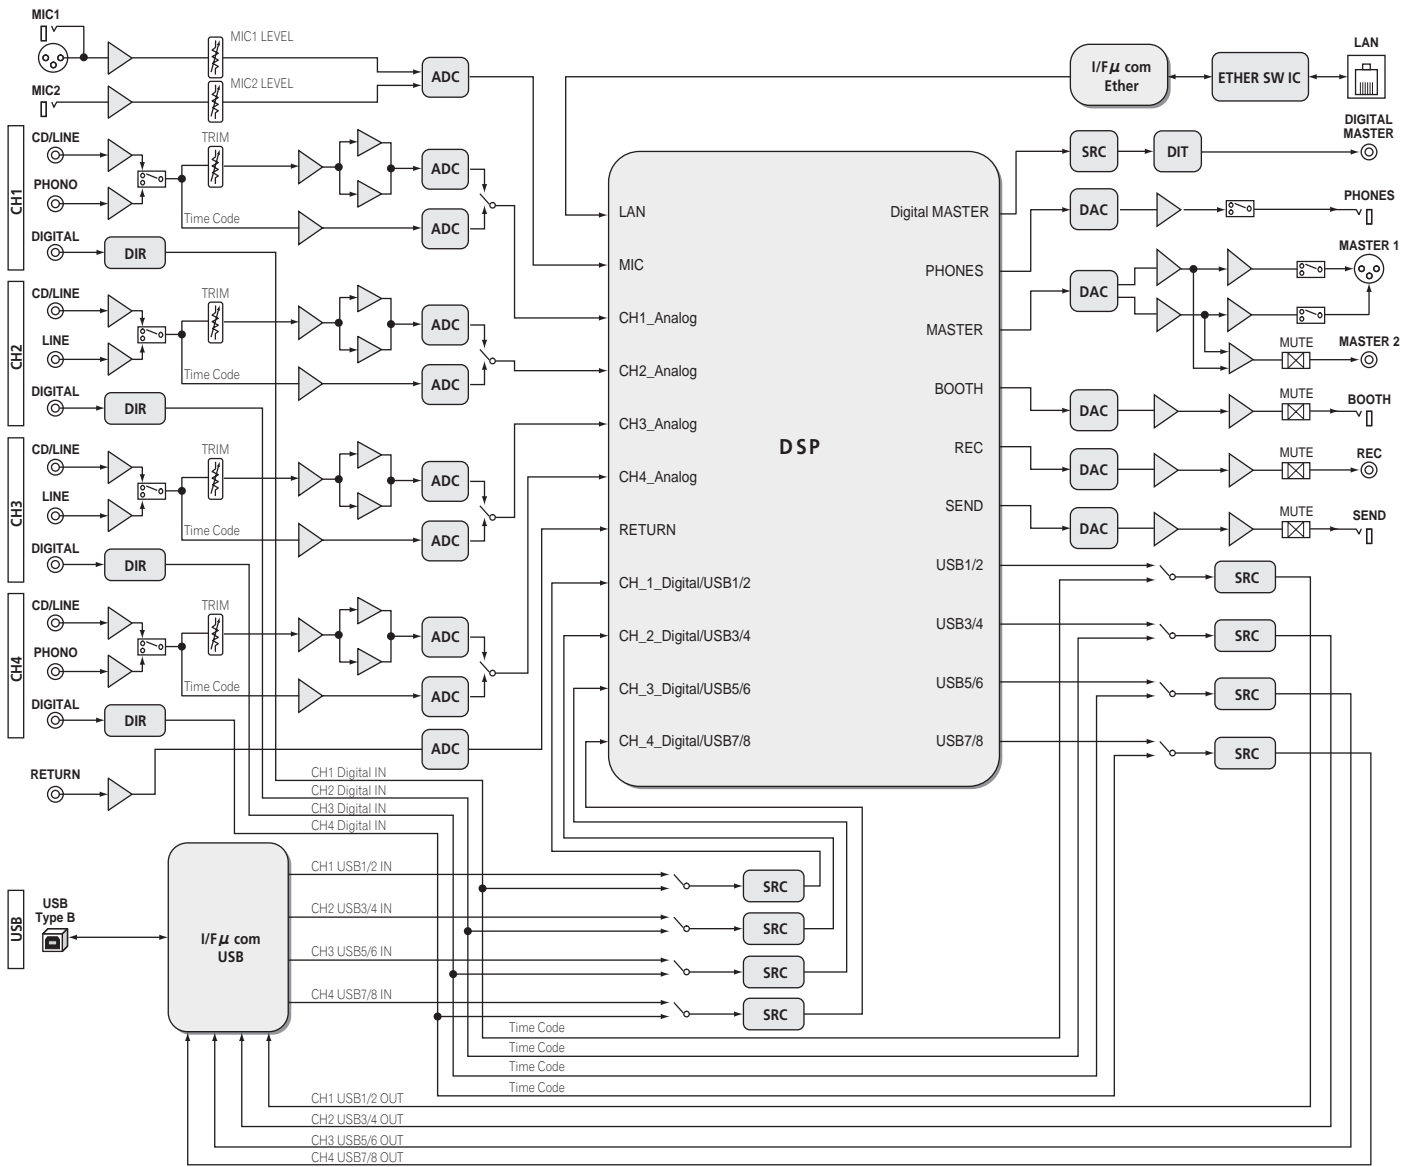 MIC1
MIC1 LEVEL
ADC
MIC2
MIC2 LEVEL
CH1
CD/LINE
TRIM
ADC
PHONO
Time Code
ADC
DIGITAL
DIR
CH2
CD/LINE
TRIM
ADC
LINE
Time Code
ADC
DIGITAL
DIR
CH3
CD/LINE
TRIM
ADC
LINE
Time Code
ADC
DIGITAL
DIR
CH4
CD/LINE
TRIM
ADC
PHONO
Time Code
ADC
DIGITAL
DIR
ADC
RETURN
CH1 Digital IN
CH2 Digital IN
CH3 Digital IN
CH4 Digital IN
DSP
LAN
MIC
CH1_Analog
CH2_Analog
CH3_Analog
CH4_Analog
RETURN
CH_1_Digital/USB1/2
CH_2_Digital/USB3/4
CH_3_Digital/USB5/6
CH_4_Digital/USB7/8
Digital MASTER
PHONES
MASTER
BOOTH
REC
SEND
USB1/2
USB3/4
USB5/6
USB7/8
I/F μ com
Ether
ETHER SW IC
LAN
SRC
DIT
DIGITAL
MASTER
DAC
PHONES
DAC
MASTER 1
MUTE
MASTER 2
DAC
MUTE
BOOTH
DAC
MUTE
REC
DAC
MUTE
SEND
SRC
SRC
SRC
SRC
USB
USB
Type B
I/F μ com
USB
CH1 USB1/2 IN
SRC
CH2 USB3/4 IN
SRC
CH3 USB5/6 IN
SRC
CH4 USB7/8 IN
SRC
Time Code
Time Code
Time Code
Time Code
CH1 USB1/2 OUT
CH2 USB3/4 OUT
CH3 USB5/6 OUT
CH4 USB7/8 OUT